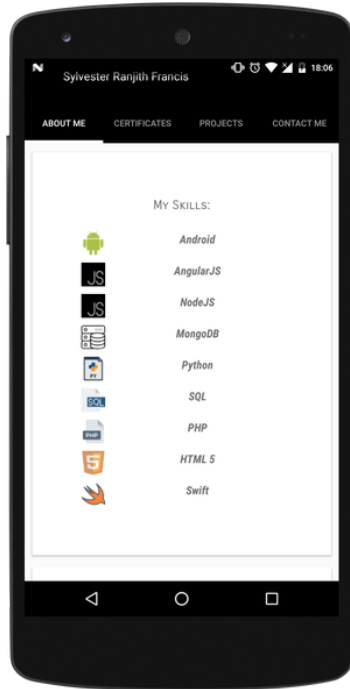 N
18:06
Sylvester Ranjith Francis
ABOUT ME CERTIFICATES PROJECTS CONTACT ME
My Skills:
Android
JS AngularJS
JS NodeJS
MongoDB
PY Python
SQL SQL
PHP PHP
5 HTML 5
Swift